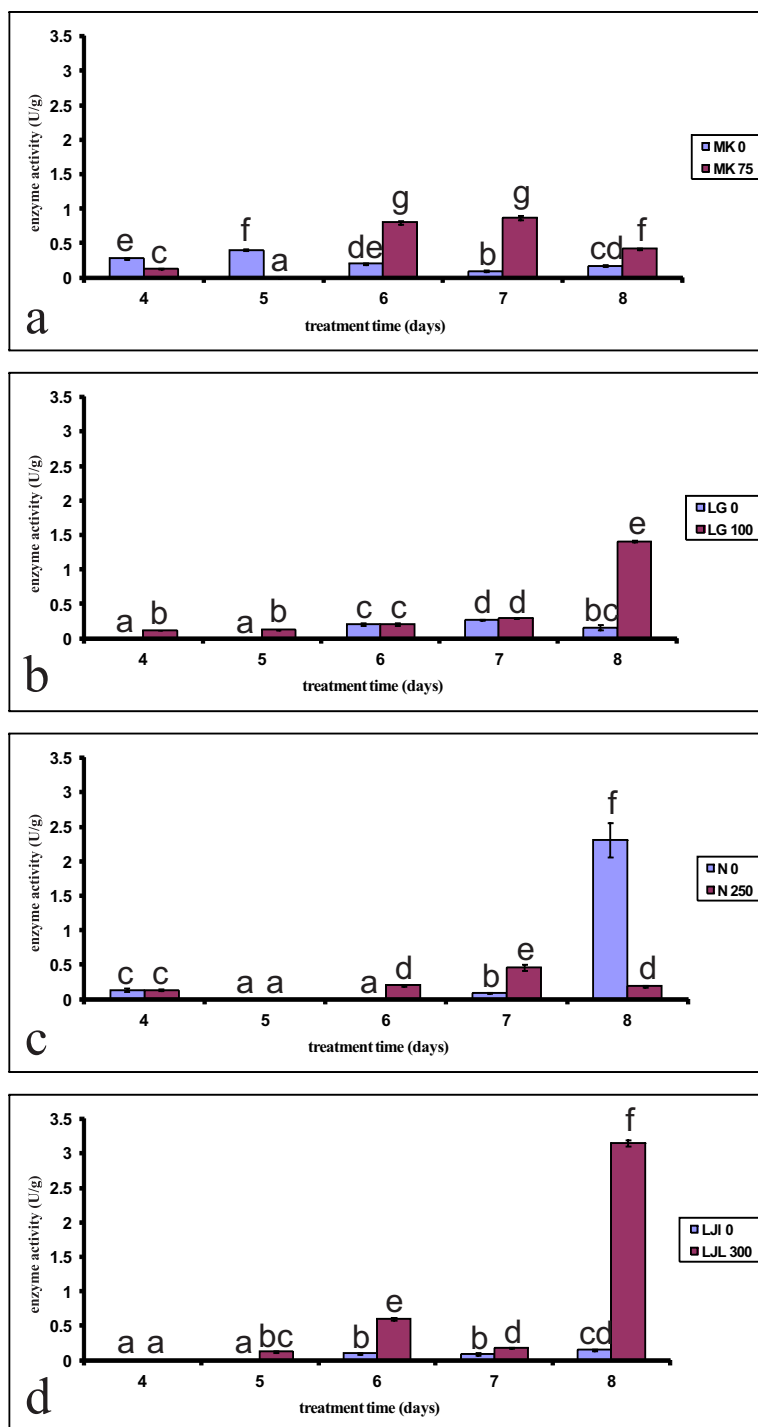 3.5
3
2.5
2
1.5
1
0.5
0
enzyme activity (U/g)
e c f a de g b g cd f
4 5 6 7 8
treatment time (days)
MK 0
MK 75
a
3.5
3
2.5
2
1.5
1
0.5
0
enzyme activity (U/g)
a b a b c c d d bc e
4 5 6 7 8
treatment time (days)
LG 0
LG 100
b
3.5
3
2.5
2
1.5
1
0.5
0
enzyme activity (U/g)
c c a a a d b e f d
4 5 6 7 8
treatment time (days)
N 0
N 250
c
3.5
3
2.5
2
1.5
1
0.5
0
enzyme activity (U/g)
a a a bc b e b d cd f
4 5 6 7 8
treatment time (days)
LJI 0
LJL 300
d